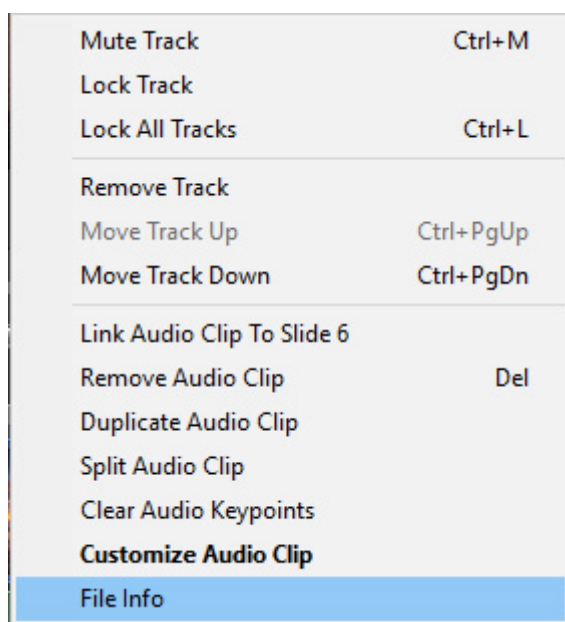 Mute Track Ctrl+M
Lock Track
Lock All Tracks Ctrl+L
Remove Track
Move Track Up Ctrl+PgUp
Move Track Down Ctrl+PgDn
Link Audio Clip To Slide 6
Remove Audio Clip Del
Duplicate Audio Clip
Split Audio Clip
Clear Audio Keypoints
Customize Audio Clip
File Info